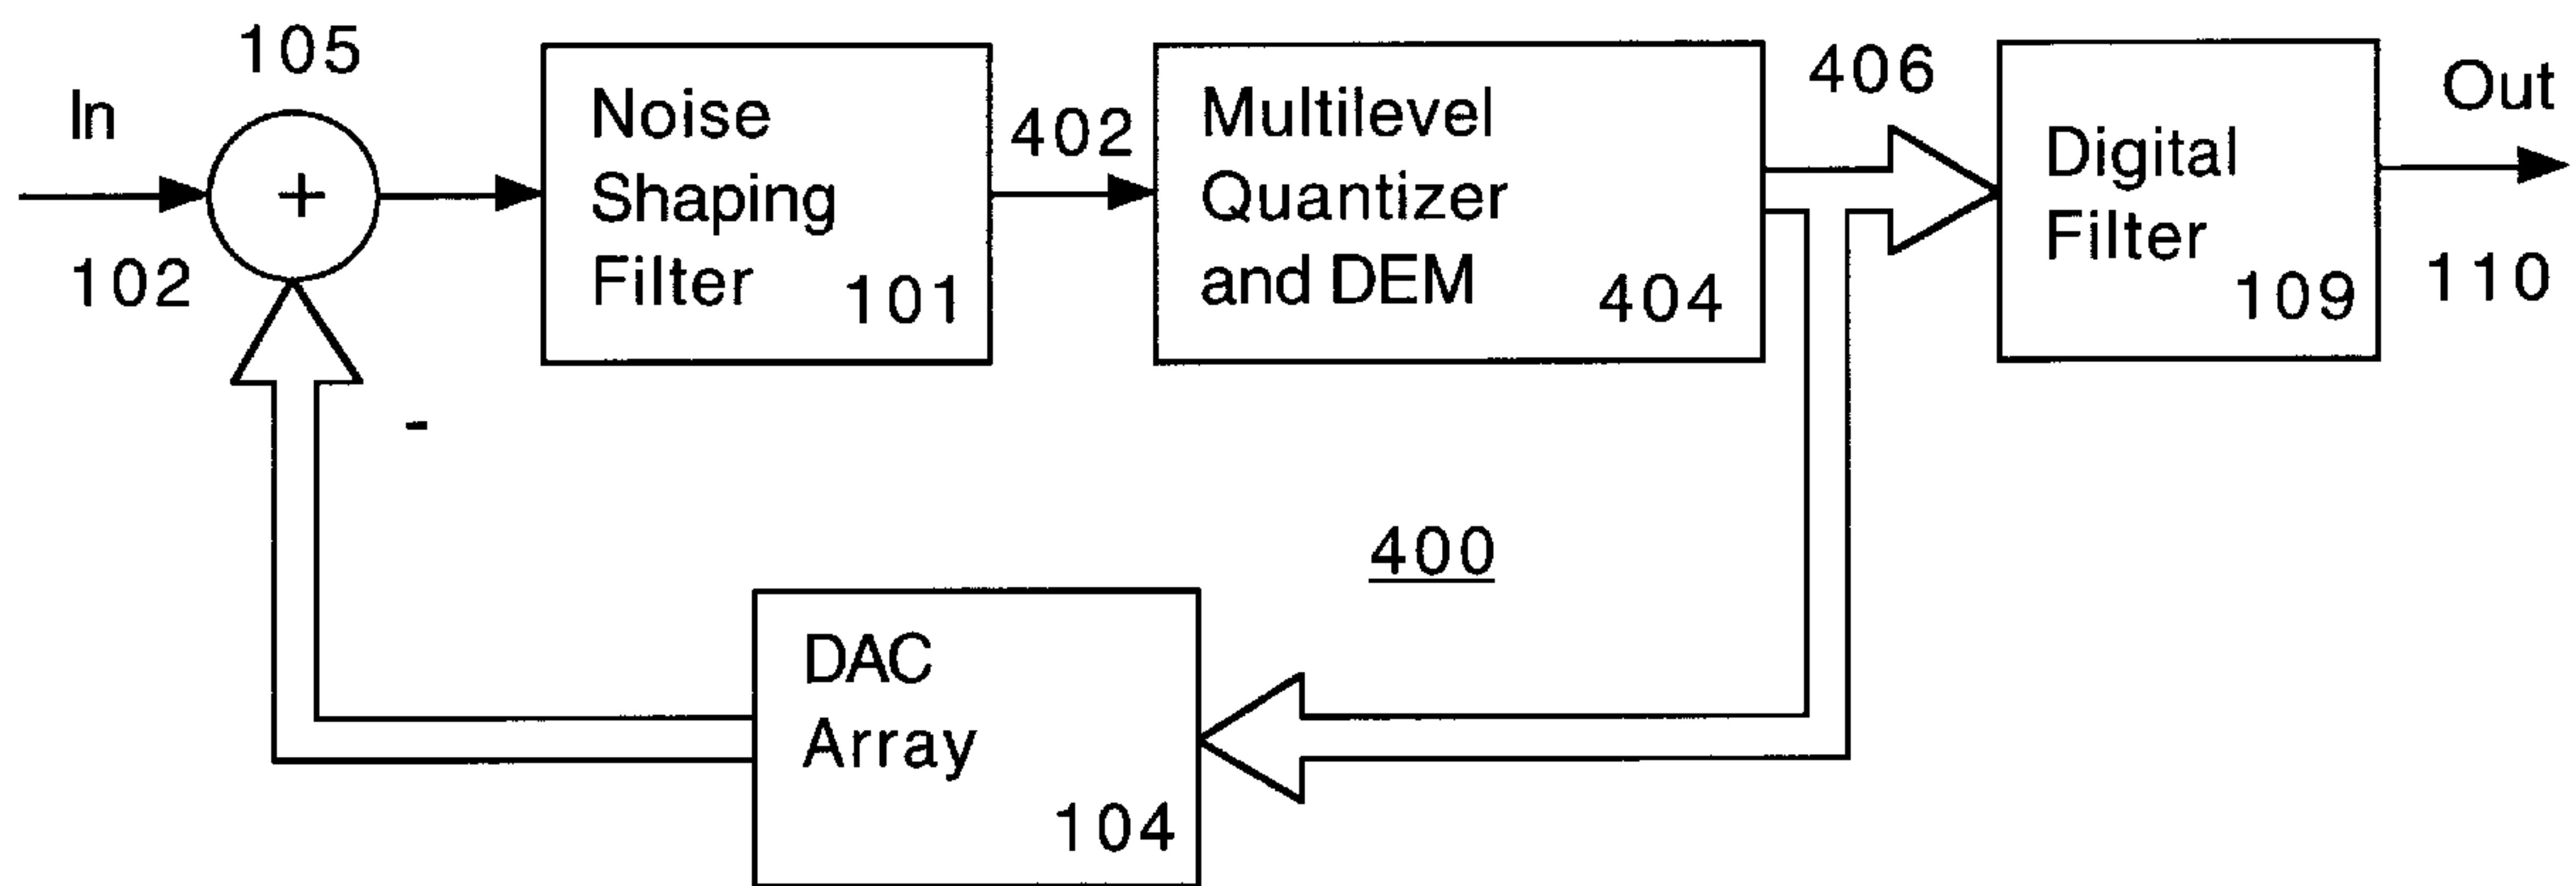 105
In
102
Noise
Shaping
Filter
101
402
Multilevel
Quantizer
and DEM
404
406
Digital
Filter
109
Out
110
-
400
DAC
Array
104
+